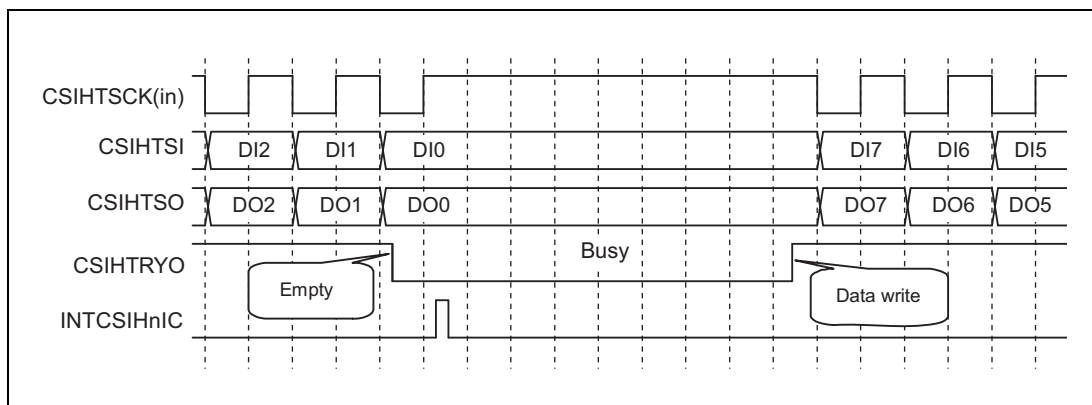 CSIHTSCK(in)
CSIHTSI DI2 DI1 DI0 DI7 DI6 DI5
CSIHTSO DO2 DO1 DO0 DO7 DO6 DO5
CSIHTRYO Busy
Empty
Data write
INTCSIHnIC